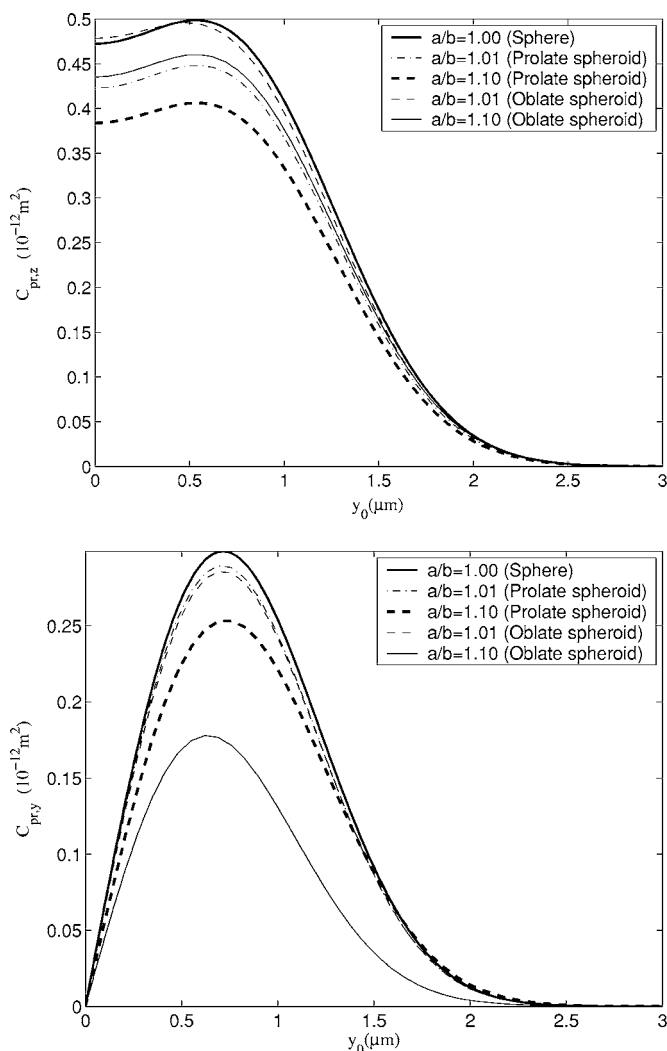 0.5
0.45
0.4
0.35
0.3
0.25
0.2
0.15
0.1
0.05
0
C_pr,z (10^-12 m^2)
a/b=1.00 (Sphere)
a/b=1.01 (Prolate spheroid)
a/b=1.10 (Prolate spheroid)
a/b=1.01 (Oblate spheroid)
a/b=1.10 (Oblate spheroid)
0 0.5 1 1.5 2 2.5 3
y_0(μm)
0.25
0.2
0.15
0.1
0.05
0
C_pr,y (10^-12 m^2)
a/b=1.00 (Sphere)
a/b=1.01 (Prolate spheroid)
a/b=1.10 (Prolate spheroid)
a/b=1.01 (Oblate spheroid)
a/b=1.10 (Oblate spheroid)
0 0.5 1 1.5 2 2.5 3
y_0(μm)